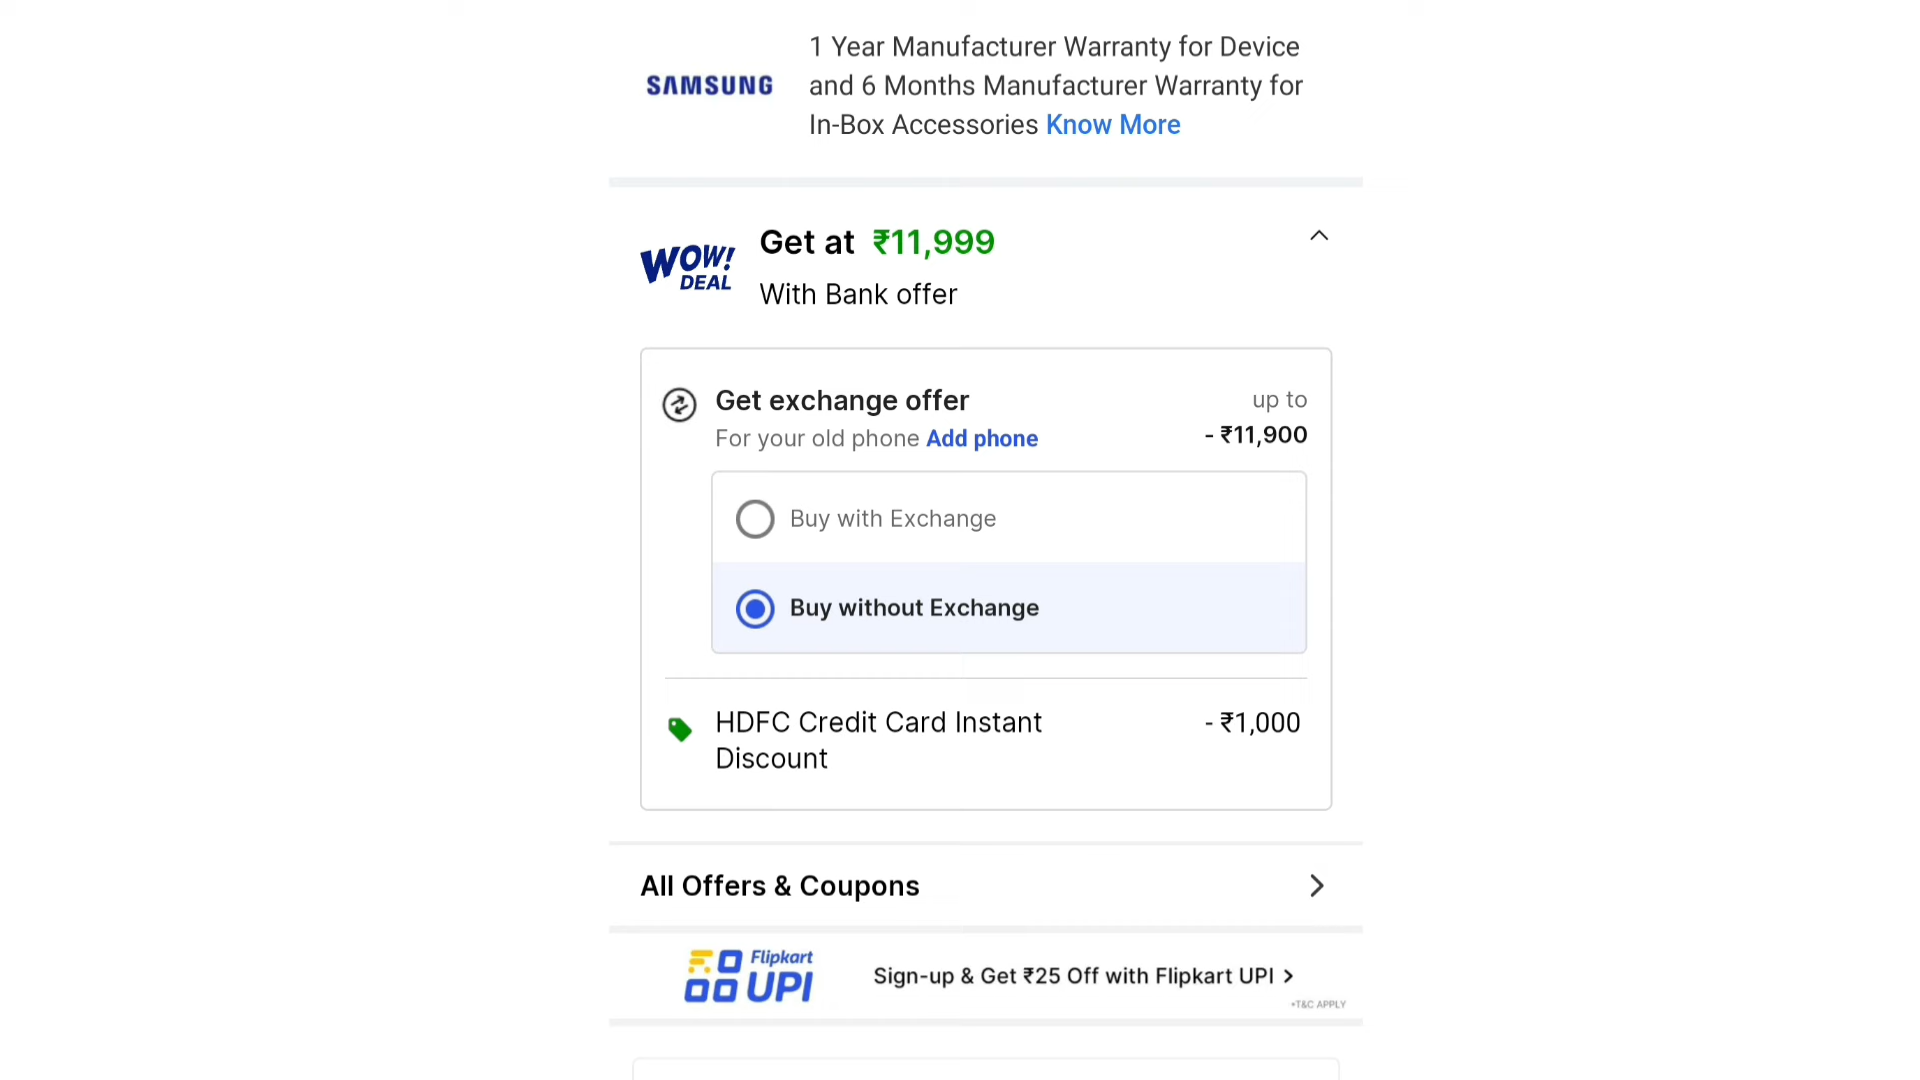 1 Year Manufacturer Warranty for Device
SAMSUNG
and 6 Months Manufacturer Warranty for
In-Box Accessories Know More
WOW!
DEAL
Get at ₹11,999
With Bank offer
Get exchange offer
up to
For your old phone Add phone
- ₹11,900
Buy with Exchange
Buy without Exchange
HDFC Credit Card Instant
Discount
- ₹1,000
All Offers & Coupons
Flipkart
UPI
Sign-up & Get ₹25 Off with Flipkart UPI
*T&C APPLY